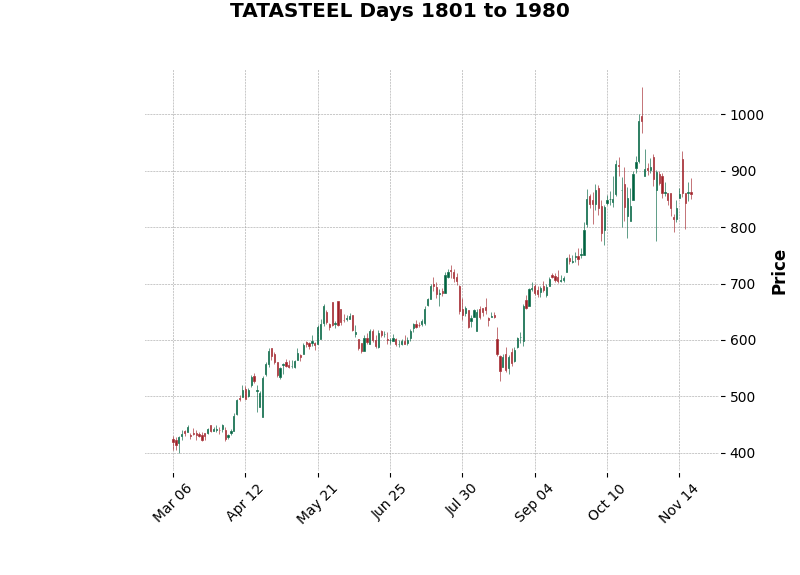 TATASTEEL Days 1801 to 1980
1000
900
800
700
600
500
400
Price
Mar 06
Apr 12
May 21
Jun 25
Jul 30
Sep 04
Oct 10
Nov 14